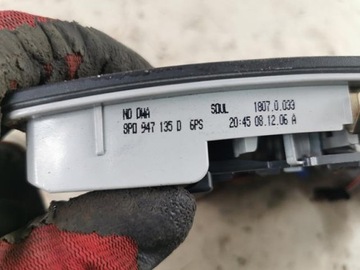 NO DWA SOUL 1807.0.033
8P0 947 135 D 6PS 20:45 08.12.06 A